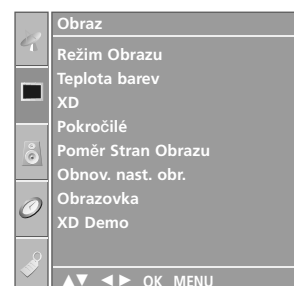 Obraz
Režim Obrazu
Teplota barev
XD
Pokročilé
Poměr Stran Obrazu
Obnov. nast. obr.
Obrazovka
XD Demo
▲▼ ◄► OK MENU